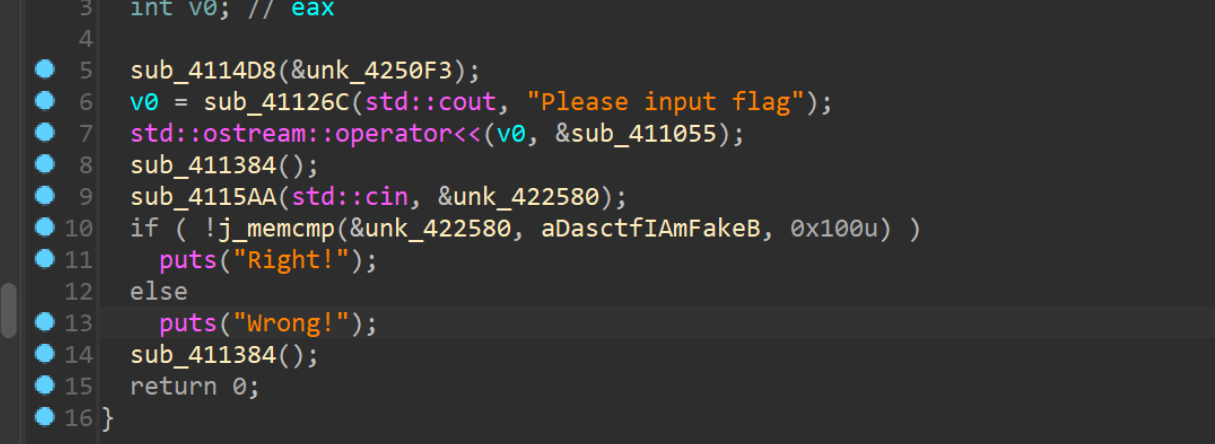 3 int v0; // eax
4
5 sub_4114D8(&unk_4250F3);
6 v0 = sub_41126C(std::cout, "Please input flag");
7 std::ostream::operator<<(v0, &sub_411055);
8 sub_411384();
9 sub_4115AA(std::cin, &unk_422580);
10 if ( !j_memcmp(&unk_422580, aDasctfIAmFakeB, 0x100u) )
11 puts("Right!");
12 else
13 puts("Wrong!");
14 sub_411384();
15 return 0;
16 }